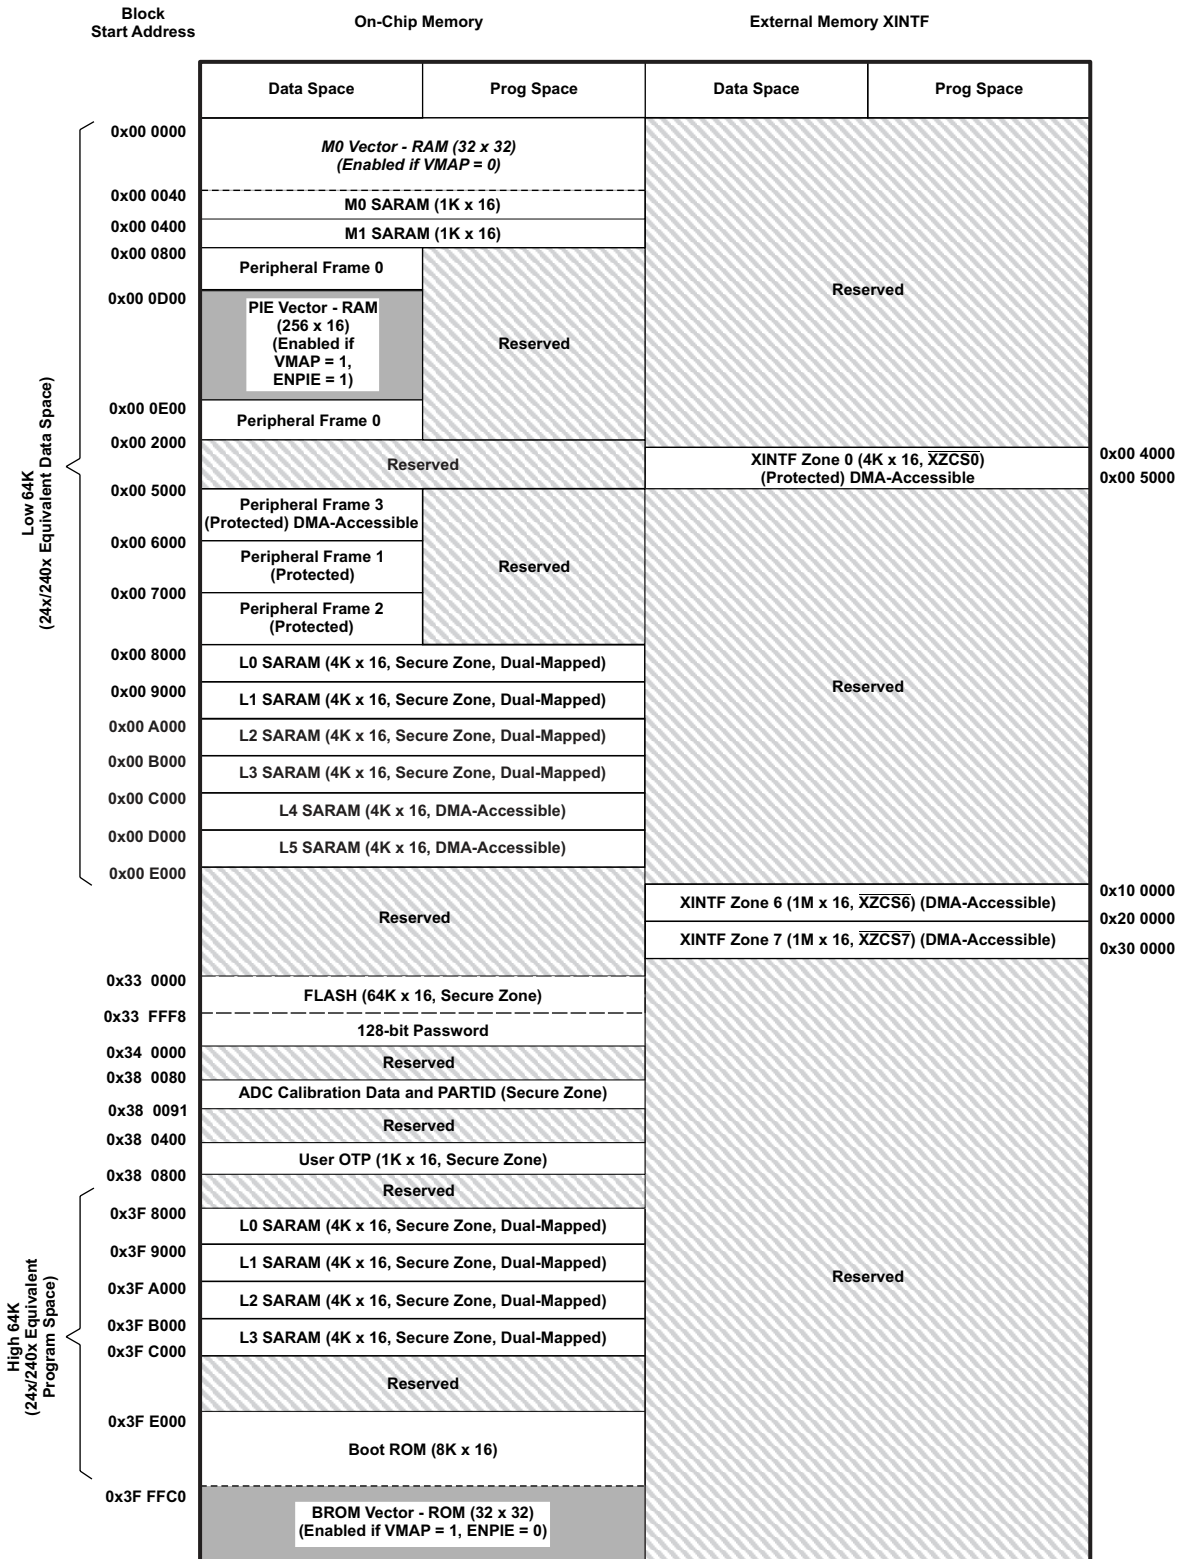 Block
Start Address
On-Chip Memory
External Memory XINTF
Data Space
Prog Space
Data Space
Prog Space
0x00 0000
M0 Vector - RAM (32 x 32)
(Enabled if VMAP = 0)
0x00 0040
M0 SARAM (1K x 16)
0x00 0400
M1 SARAM (1K x 16)
0x00 0800
Peripheral Frame 0
Reserved
0x00 0D00
PIE Vector - RAM
(256 x 16)
(Enabled if
VMAP = 1,
ENPIE = 1)
Reserved
0x00 0E00
Peripheral Frame 0
0x00 2000
Reserved
XINTF Zone 0 (4K x 16, XZCS0)
(Protected) DMA-Accessible
0x00 4000
0x00 5000
0x00 5000
Peripheral Frame 3
(Protected) DMA-Accessible
0x00 6000
Peripheral Frame 1
(Protected)
Reserved
0x00 7000
Peripheral Frame 2
(Protected)
0x00 8000
L0 SARAM (4K x 16, Secure Zone, Dual-Mapped)
0x00 9000
L1 SARAM (4K x 16, Secure Zone, Dual-Mapped)
Reserved
0x00 A000
L2 SARAM (4K x 16, Secure Zone, Dual-Mapped)
0x00 B000
L3 SARAM (4K x 16, Secure Zone, Dual-Mapped)
0x00 C000
L4 SARAM (4K x 16, DMA-Accessible)
0x00 D000
L5 SARAM (4K x 16, DMA-Accessible)
0x00 E000
Low 64K
(24x/240x Equivalent Data Space)
Reserved
0x10 0000
XINTF Zone 6 (1M x 16, XZCS6) (DMA-Accessible)
0x20 0000
XINTF Zone 7 (1M x 16, XZCS7) (DMA-Accessible)
0x30 0000
0x33 0000
FLASH (64K x 16, Secure Zone)
0x33 FFF8
128-bit Password
0x34 0000
Reserved
0x38 0080
ADC Calibration Data and PARTID (Secure Zone)
0x38 0091
Reserved
0x38 0400
User OTP (1K x 16, Secure Zone)
0x38 0800
Reserved
0x3F 8000
L0 SARAM (4K x 16, Secure Zone, Dual-Mapped)
0x3F 9000
L1 SARAM (4K x 16, Secure Zone, Dual-Mapped)
Reserved
0x3F A000
L2 SARAM (4K x 16, Secure Zone, Dual-Mapped)
0x3F B000
L3 SARAM (4K x 16, Secure Zone, Dual-Mapped)
0x3F C000
Reserved
High 64K
(24x/240x Equivalent
Program Space)
0x3F E000
Boot ROM (8K x 16)
0x3F FFC0
BROM Vector - ROM (32 x 32)
(Enabled if VMAP = 1, ENPIE = 0)